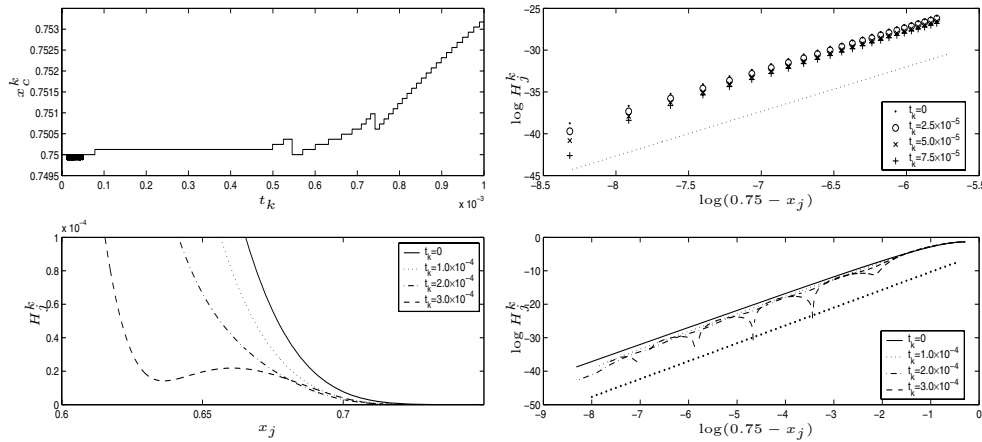 0.753
0.7525
0.752
0.7515
0.751
0.7505
0.75
0.7495
x_c^k
0 0.1 0.2 0.3 0.4 0.5 0.6 0.7 0.8 0.9 1
t_k
x 10^-3
-25
-30
-35
-40
-45
log H_j^k
-8.5 -8 -7.5 -7 -6.5 -6 -5.5
log(0.75 − x_j)
t_k=0
t_k=2.5×10^-5
t_k=5.0×10^-5
t_k=7.5×10^-5
x 10^-4
1
0.8
0.6
0.4
0.2
0
H_j^k
0.6 0.65 0.7
x_j
t_k=0
t_k=1.0×10^-4
t_k=2.0×10^-4
t_k=3.0×10^-4
0
-10
-20
-30
-40
-50
log H_j^k
-9 -8 -7 -6 -5 -4 -3 -2 -1 0
log(0.75 − x_j)
t_k=0
t_k=1.0×10^-4
t_k=2.0×10^-4
t_k=3.0×10^-4